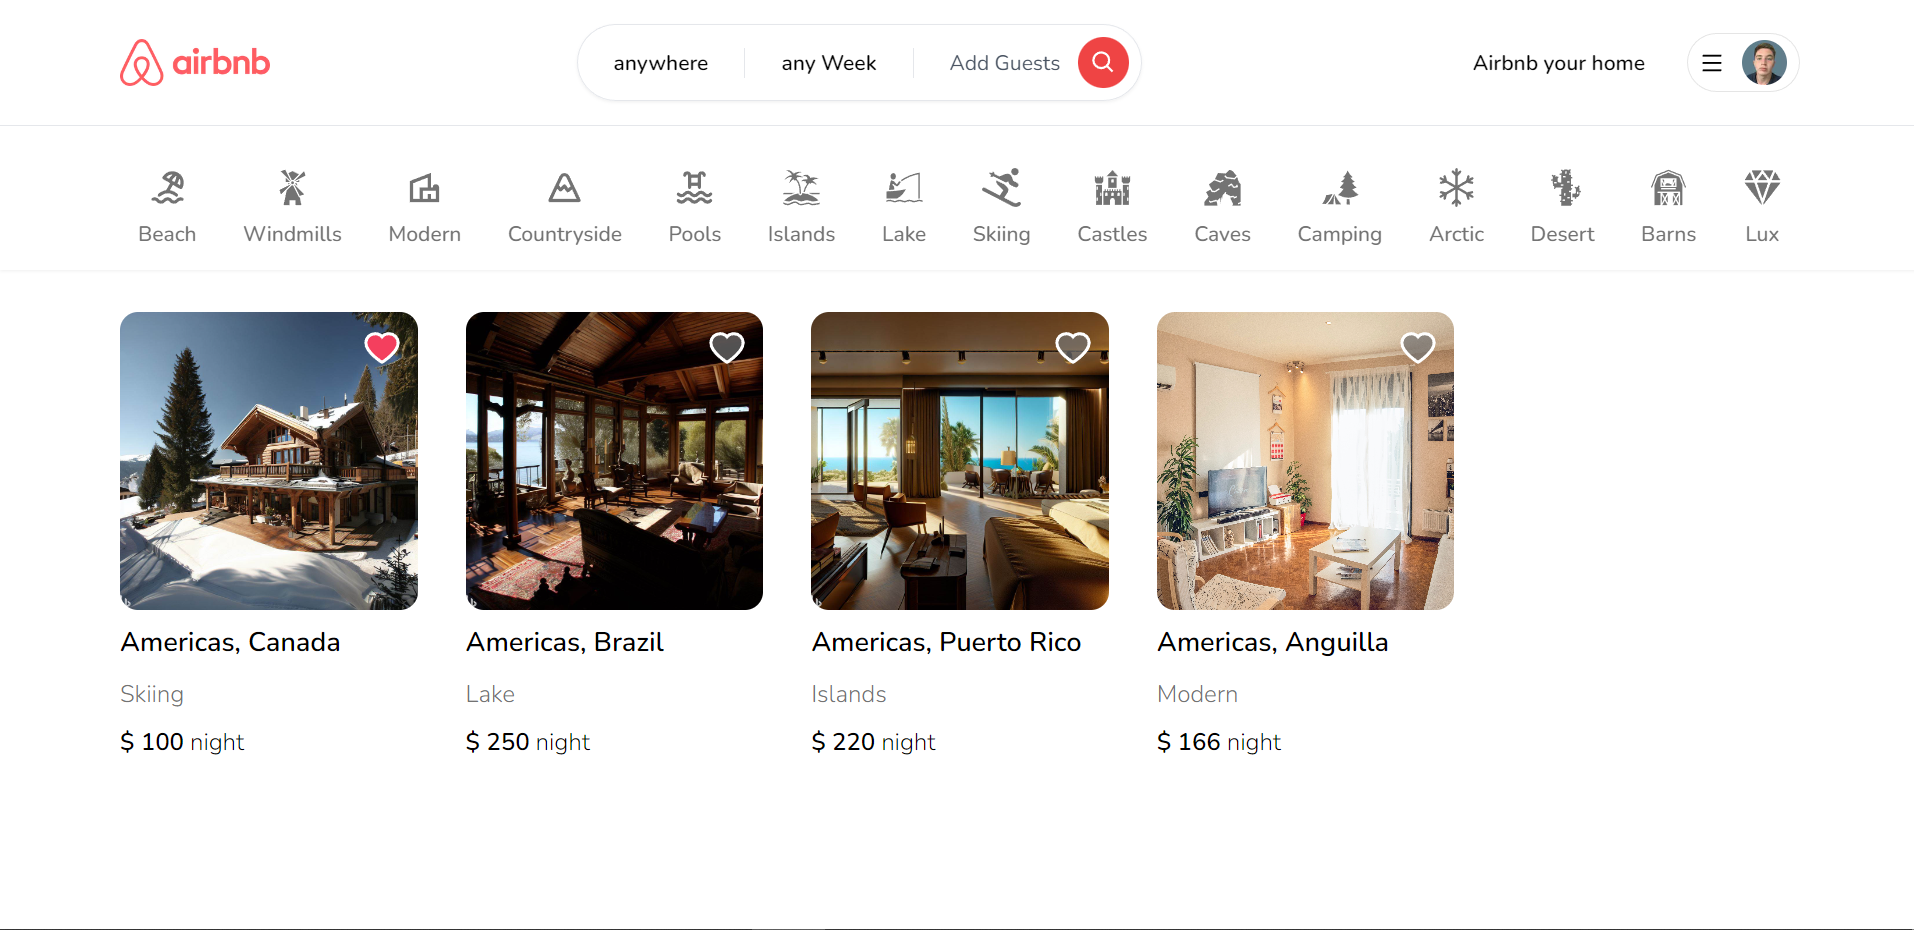 airbnb
anywhere any Week Add Guests
Airbnb your home
Beach Windmills Modern Countryside Pools Islands Lake Skiing Castles Caves Camping Arctic Desert Barns Lux
Americas, Canada
Skiing
$ 100 night
Americas, Brazil
Lake
$ 250 night
Americas, Puerto Rico
Islands
$ 220 night
Americas, Anguilla
Modern
$ 166 night